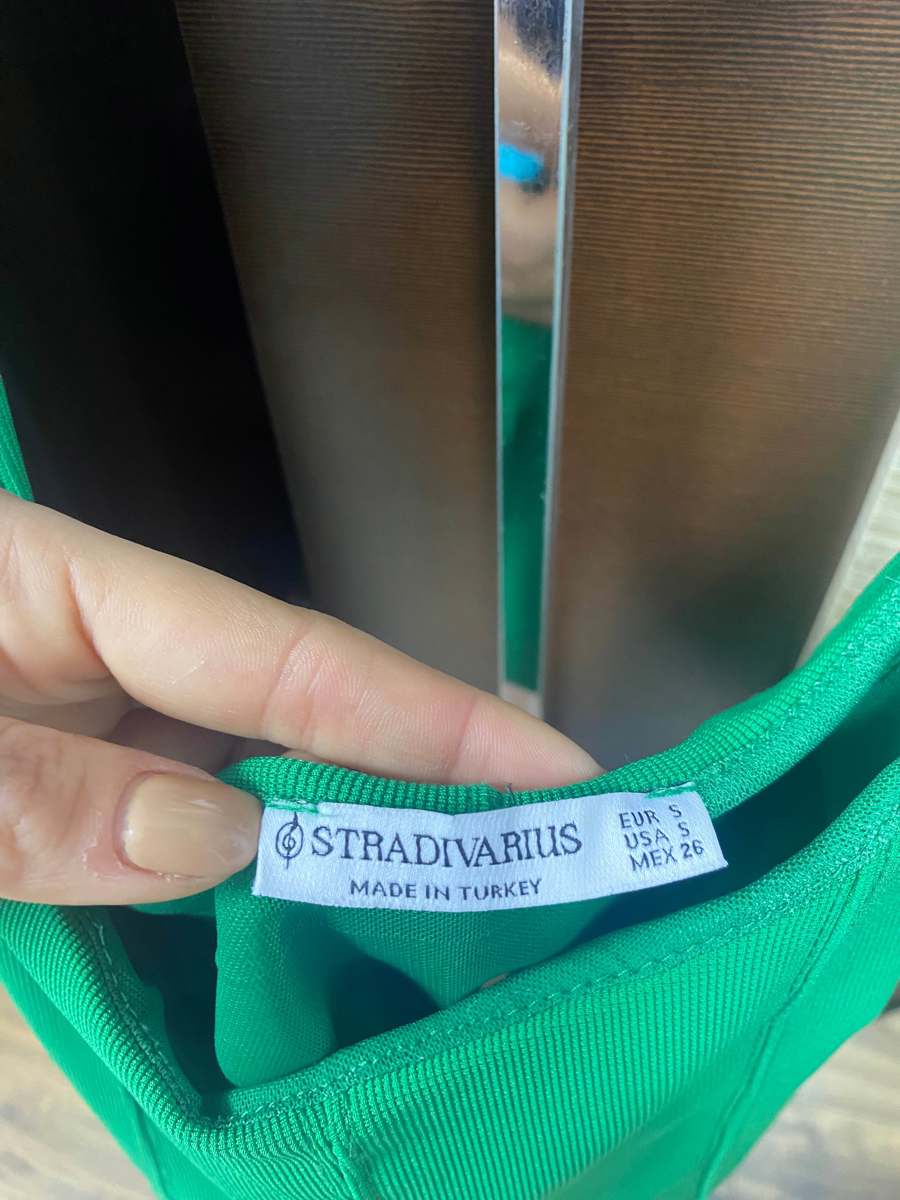 STRADIVARIUS
MADE IN TURKEY
EUR S
USA S
MEX 26